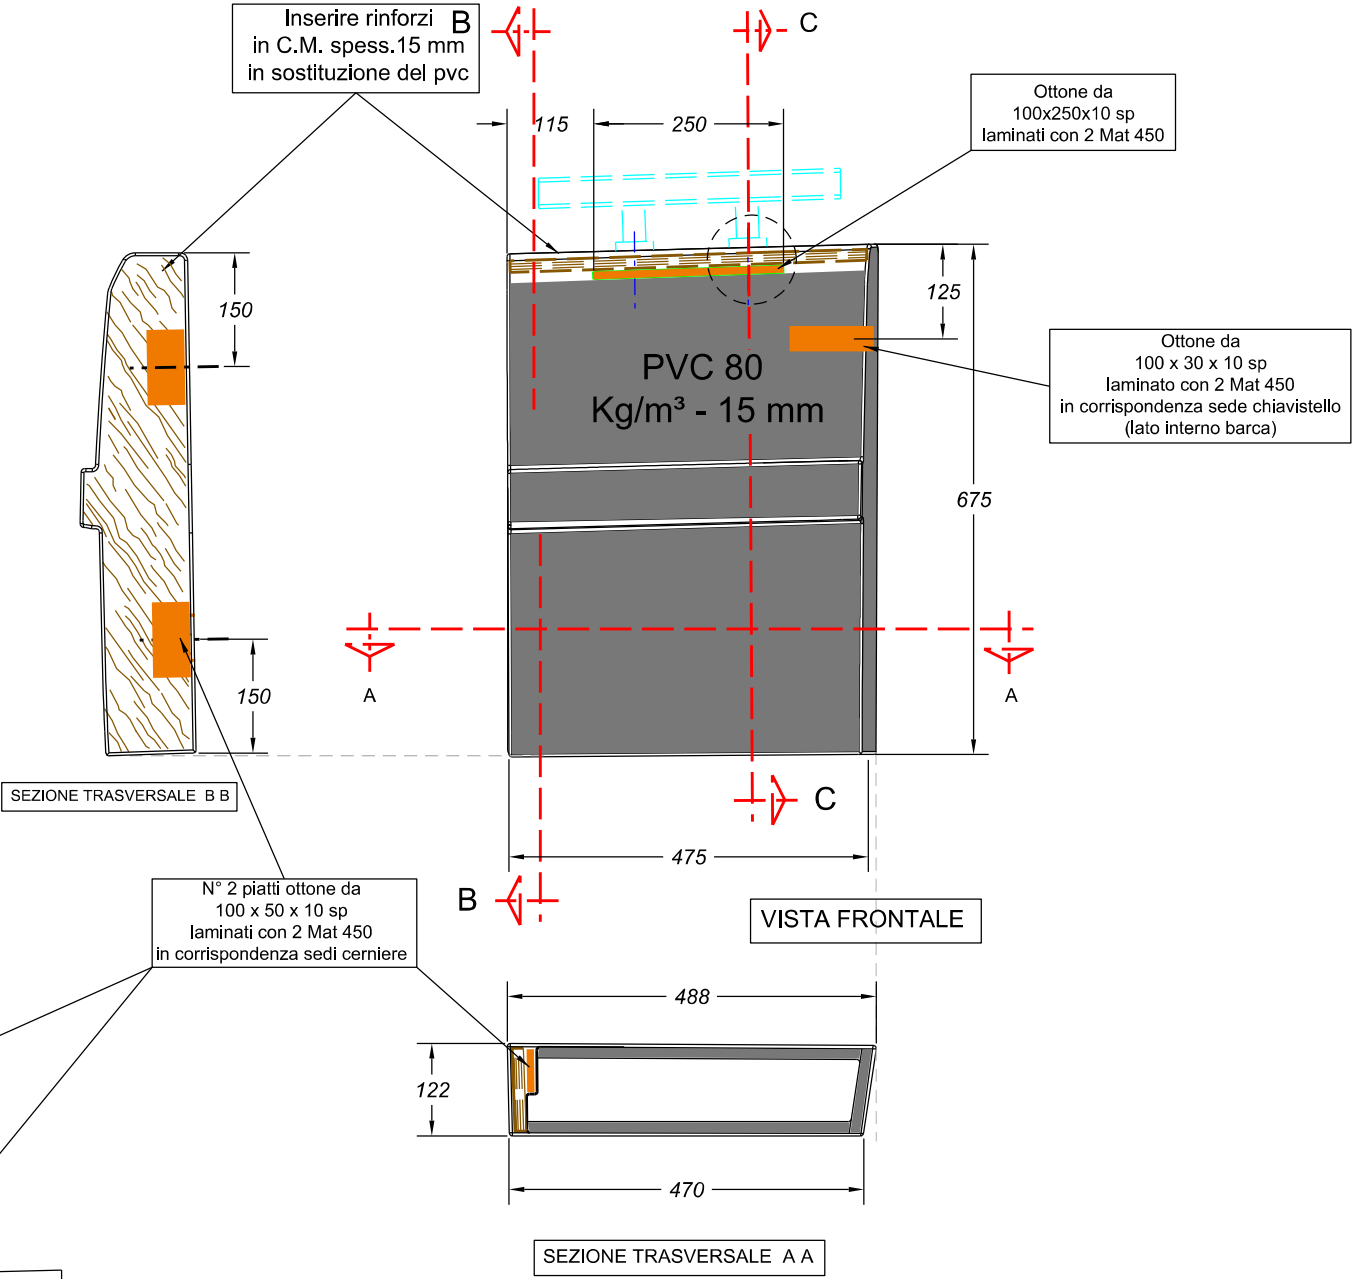 Inserire rinforzi
in C.M. spess.15 mm
in sostituzione del pvc
B
C
115
250
Ottone da
100x250x10 sp
laminati con 2 Mat 450
150
125
PVC 80
Kg/m³ - 15 mm
Ottone da
100 x 30 x 10 sp
laminato con 2 Mat 450
in corrispondenza sede chiavistello
(lato interno barca)
675
150
A
A
SEZIONE TRASVERSALE B B
C
475
B
N° 2 piatti ottone da
100 x 50 x 10 sp
laminati con 2 Mat 450
in corrispondenza sedi cerniere
VISTA FRONTALE
488
122
470
SEZIONE TRASVERSALE A A